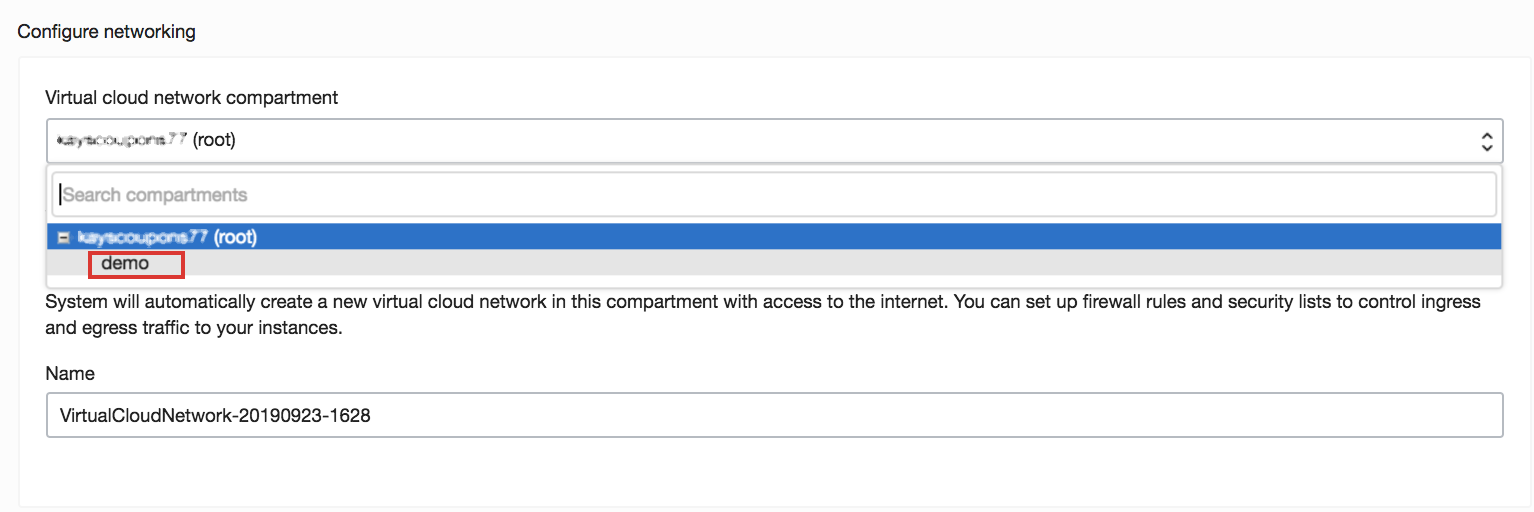 Configure networking
Virtual cloud network compartment
kayscoupons77 (root)
Search compartments
kayscoupons77 (root)
demo
System will automatically create a new virtual cloud network in this compartment with access to the internet. You can set up firewall rules and security lists to control ingress
and egress traffic to your instances.
Name
VirtualCloudNetwork-20190923-1628